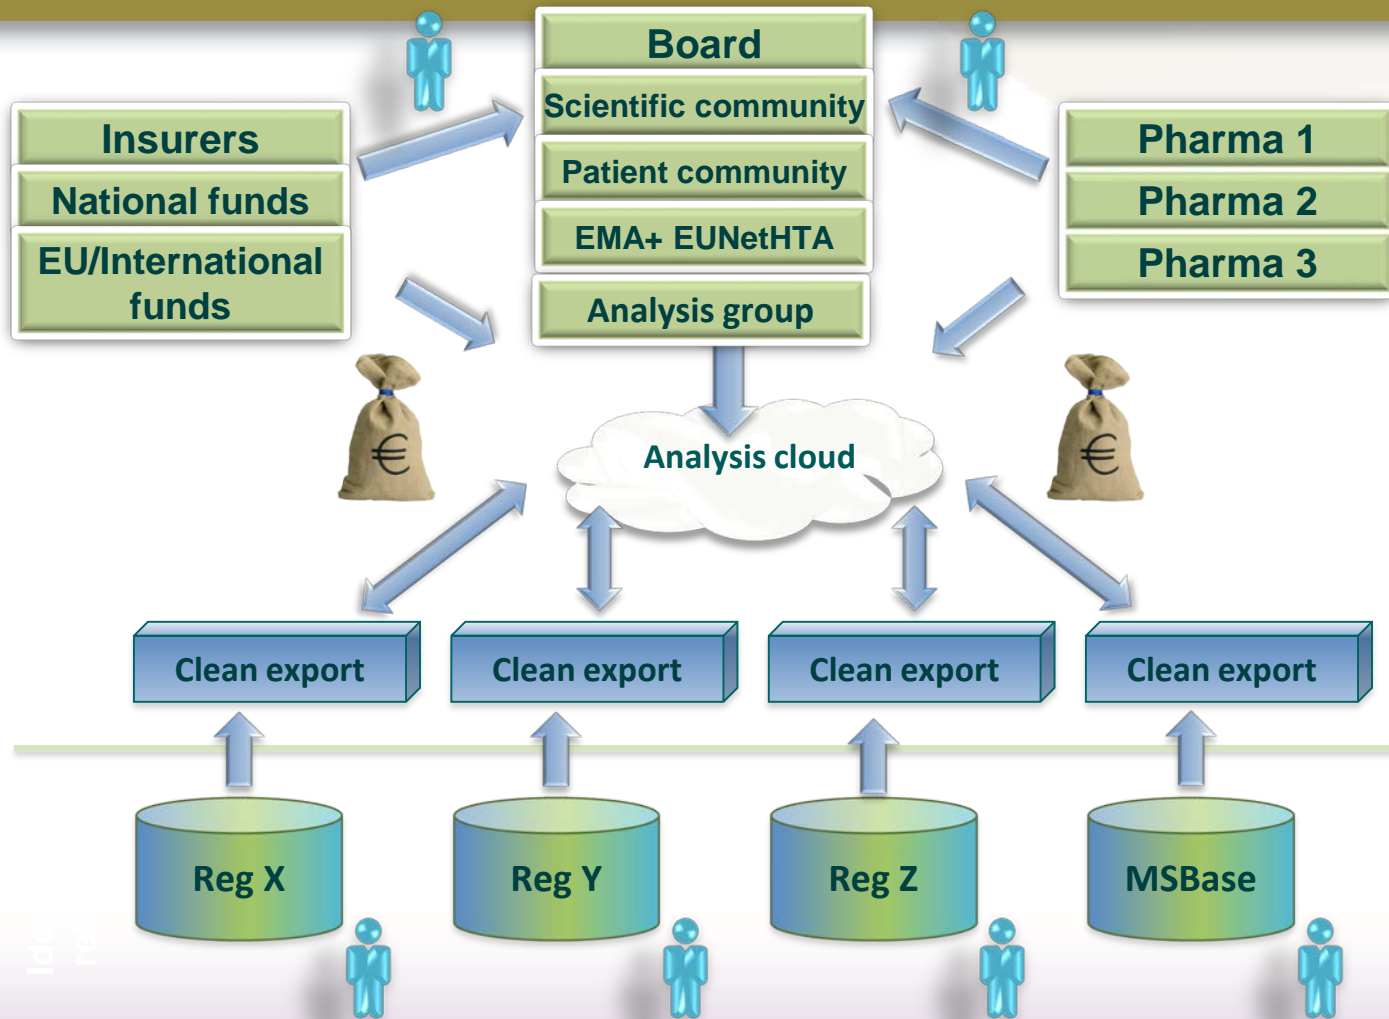 Board
Scientific community
Patient community
EMA+ EUNetHTA
Analysis group
Insurers
National funds
EU/International
funds
Pharma 1
Pharma 2
Pharma 3
€
€
Analysis cloud
Clean export
Clean export
Clean export
Clean export
Reg X
Reg Y
Reg Z
MSBase